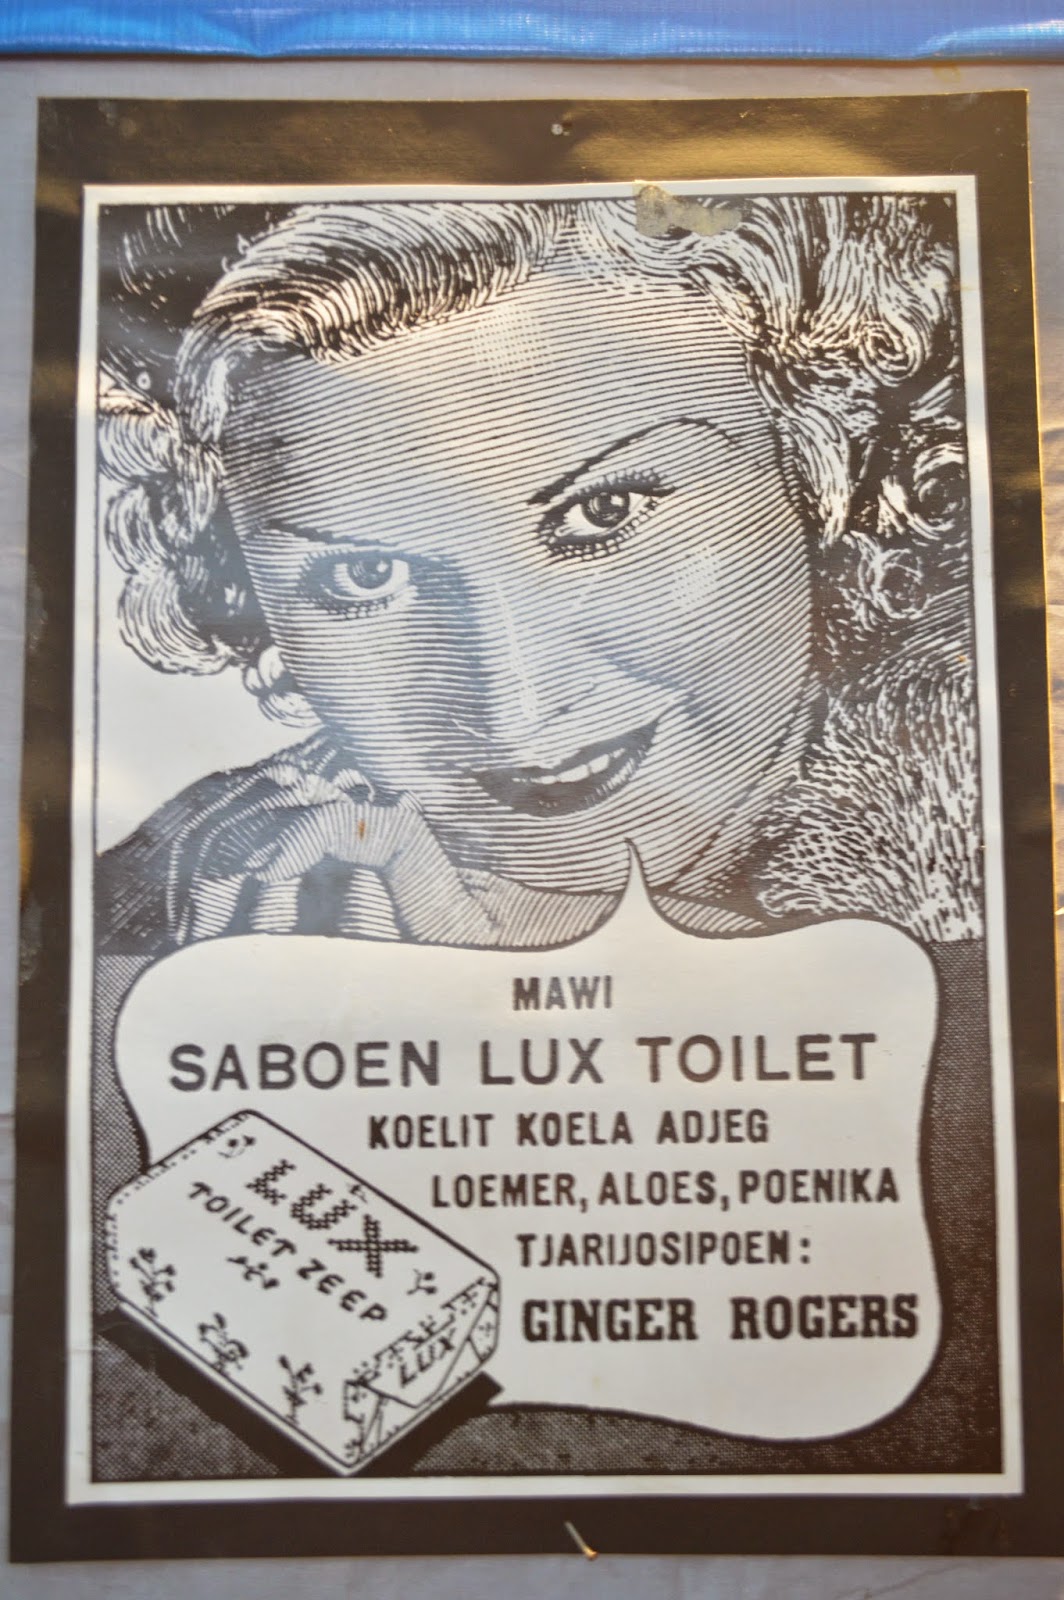 MAWI
SABOEN LUX TOILET
KOELIT KOELA ADJEG
LOEMER, ALOES, POENIKA
TJARIJOSIPOEN:
GINGER ROGERS
LUX
TOILET ZEEP
LUX